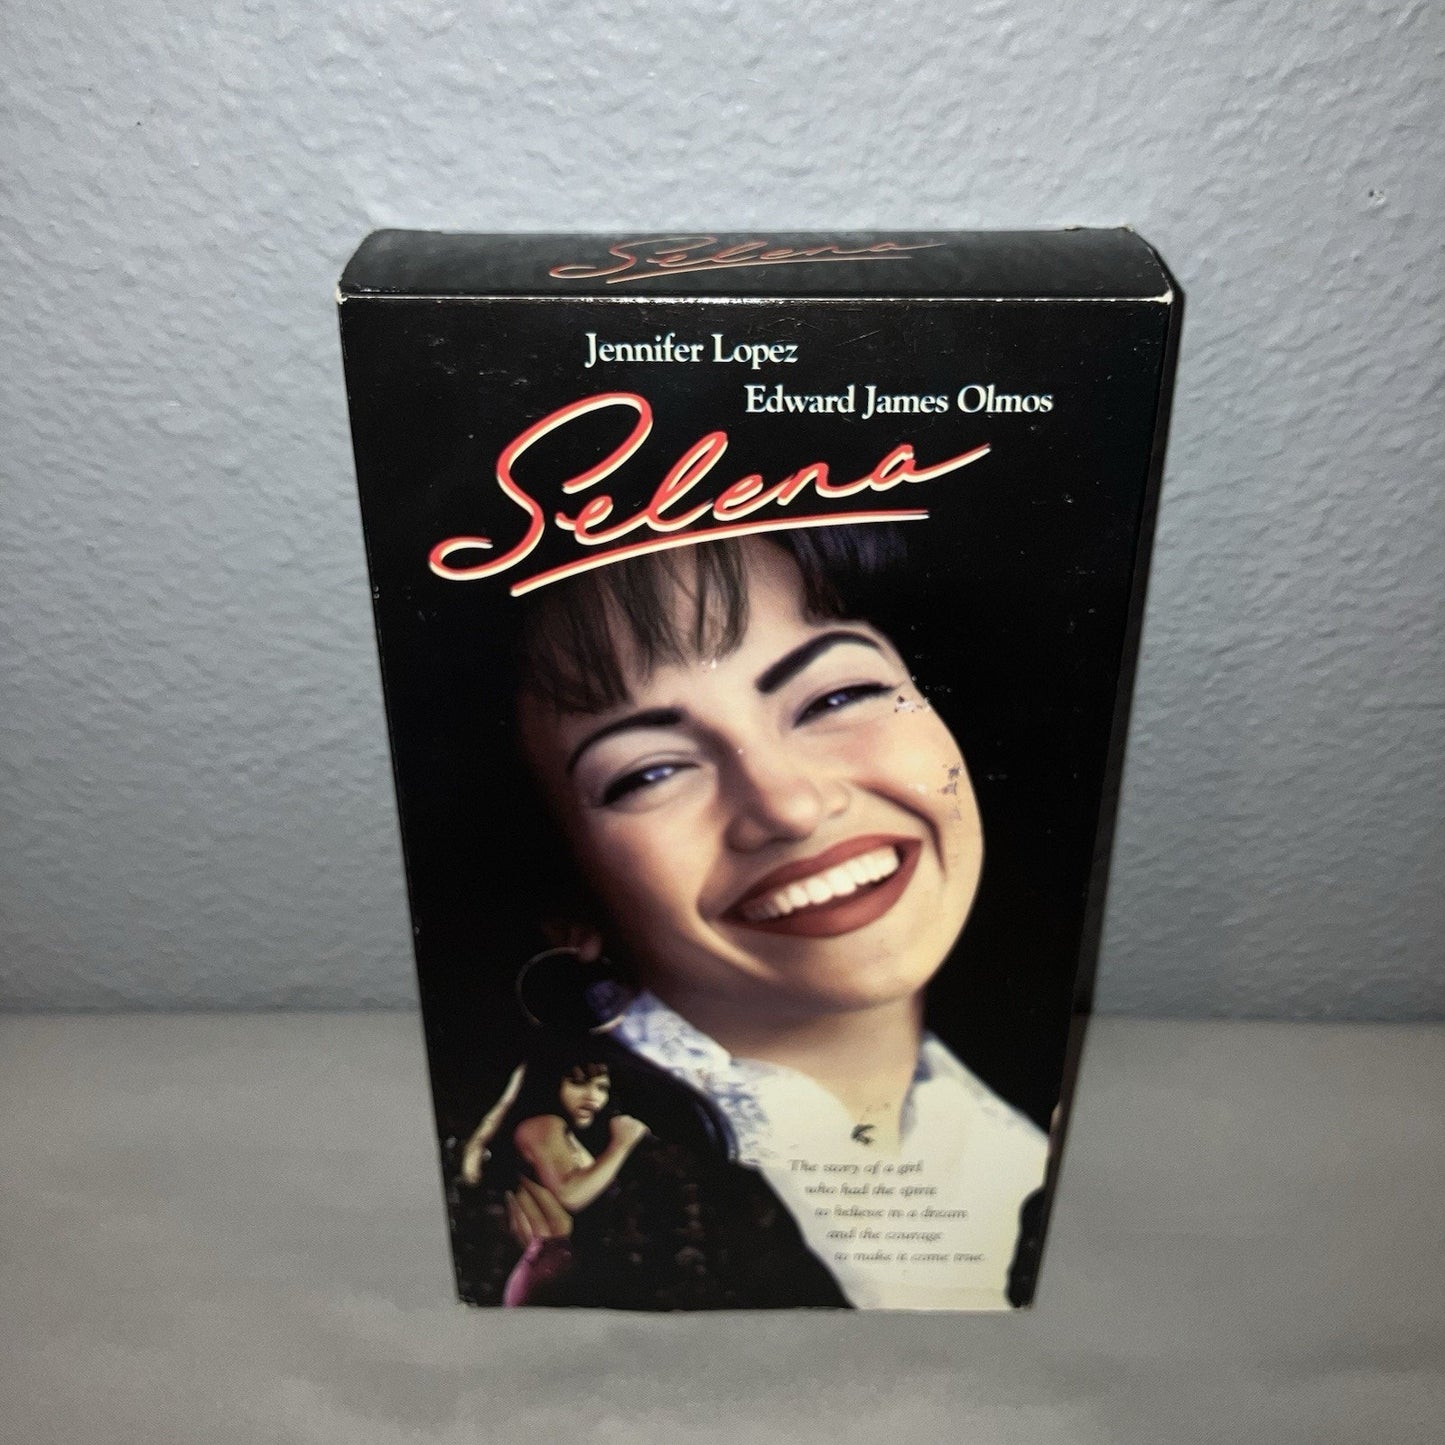 Selena
Jennifer Lopez
Edward James Olmos
Selena
The story of a girl
who had the spirit
to believe in a dream
and the courage
to make it come true.